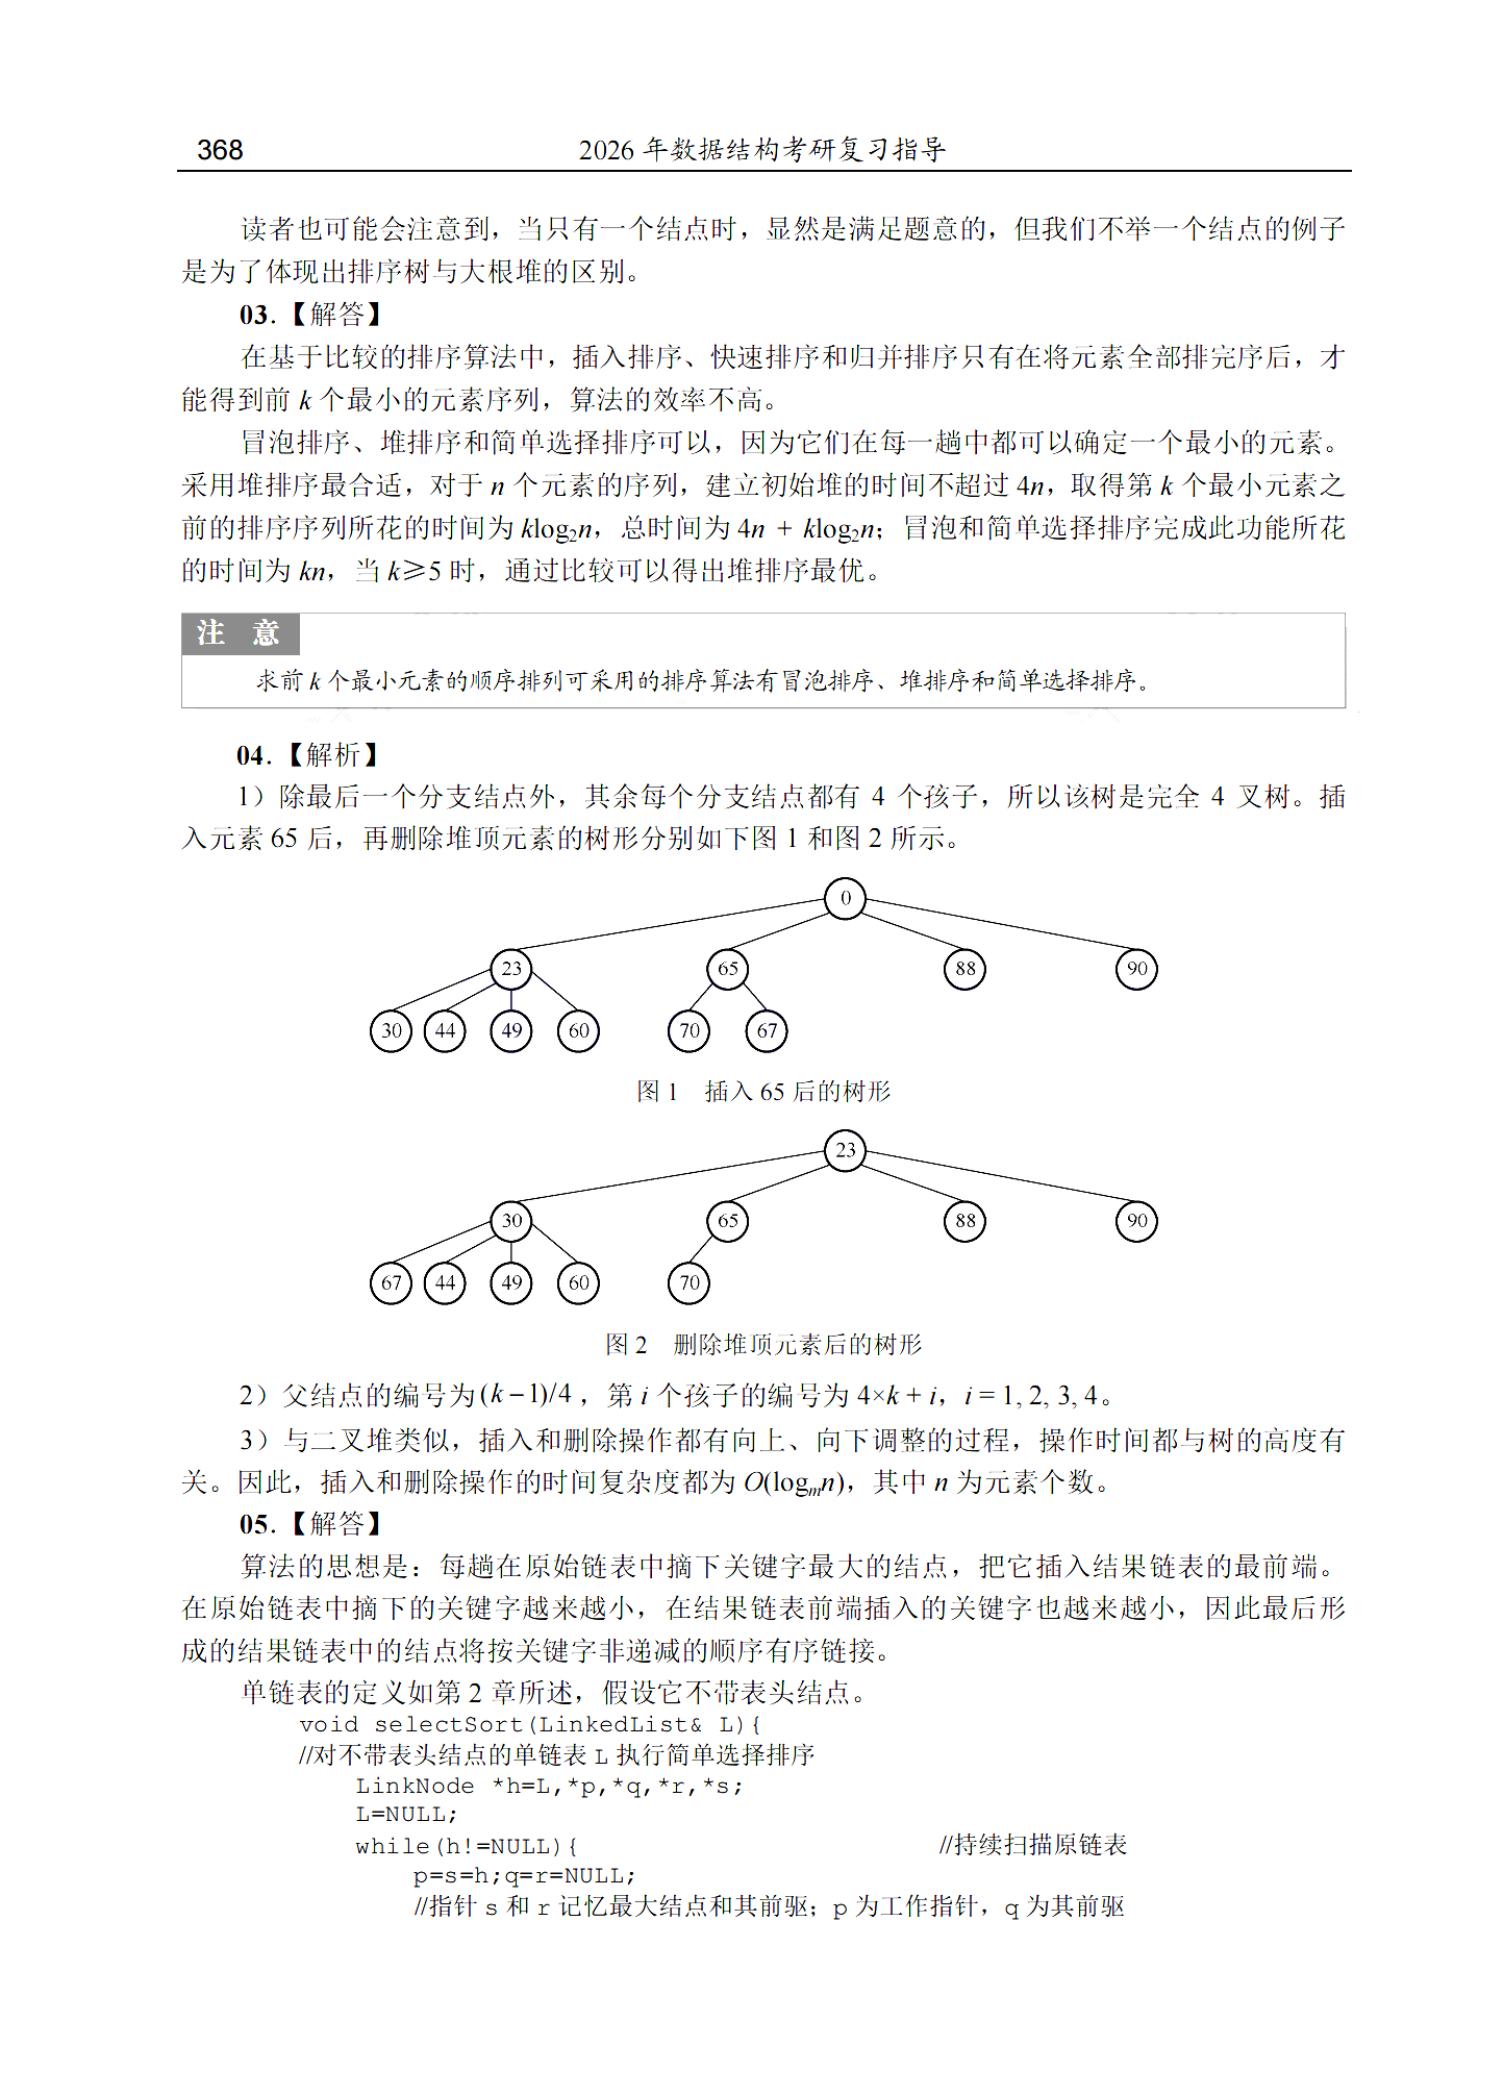 368
2026 年数据结构考研复习指导
读者也可能会注意到，当只有一个结点时，显然是满足题意的，但我们不举一个结点的例子
是为了体现出排序树与大根堆的区别。
03.【解答】
在基于比较的排序算法中，插入排序、快速排序和归并排序只有在将元素全部排完序后，才
能得到前 k 个最小的元素序列，算法的效率不高。
冒泡排序、堆排序和简单选择排序可以，因为它们在每一趟中都可以确定一个最小的元素。
采用堆排序最合适，对于 n 个元素的序列，建立初始堆的时间不超过 4n，取得第 k 个最小元素之
前的排序序列所花的时间为 klog₂n，总时间为 4n + klog₂n；冒泡和简单选择排序完成此功能所花
的时间为 kn，当 k≥5 时，通过比较可以得出堆排序最优。
注 意
求前 k 个最小元素的顺序排列可采用的排序算法有冒泡排序、堆排序和简单选择排序。
04.【解析】
1）除最后一个分支结点外，其余每个分支结点都有 4 个孩子，所以该树是完全 4 叉树。插
入元素 65 后，再删除堆顶元素的树形分别如下图 1 和图 2 所示。
0
23 65 88 90
30 44 49 60 70 67
图 1 插入 65 后的树形
23
30 65 88 90
67 44 49 60 70
图 2 删除堆顶元素后的树形
2）父结点的编号为(k−1)/4，第 i 个孩子的编号为 4×k + i，i = 1, 2, 3, 4。
3）与二叉堆类似，插入和删除操作都有向上、向下调整的过程，操作时间都与树的高度有
关。因此，插入和删除操作的时间复杂度都为 O(logₘn)，其中 n 为元素个数。
05.【解答】
算法的思想是：每趟在原始链表中摘下关键字最大的结点，把它插入结果链表的最前端。
在原始链表中摘下的关键字越来越小，在结果链表前端插入的关键字也越来越小，因此最后形
成的结果链表中的结点将按关键字非递减的顺序有序链接。
单链表的定义如第 2 章所述，假设它不带表头结点。
void selectSort(LinkedList& L){
//对不带表头结点的单链表 L 执行简单选择排序
LinkNode *h=L,*p,*q,*r,*s;
L=NULL;
while(h!=NULL){ //持续扫描原链表
p=s=h;q=r=NULL;
//指针 s 和 r 记忆最大结点和其前驱；p 为工作指针，q 为其前驱